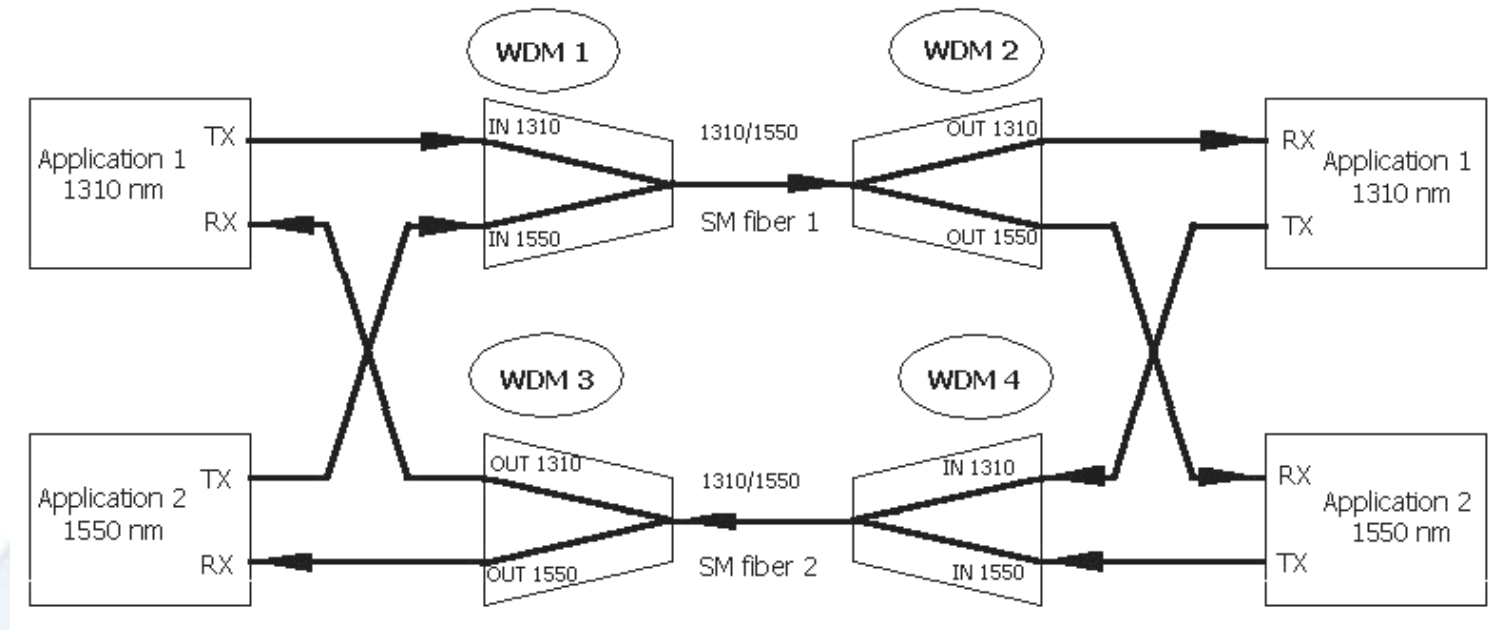 WDM 1
WDM 2
TX
IN 1310
1310/1550
OUT 1310
RX
Application 1
1310 nm
Application 1
1310 nm
RX
IN 1550
SM fiber 1
OUT 1550
TX
WDM 3
WDM 4
TX
OUT 1310
1310/1550
IN 1310
RX
Application 2
1550 nm
Application 2
1550 nm
RX
OUT 1550
SM fiber 2
IN 1550
TX